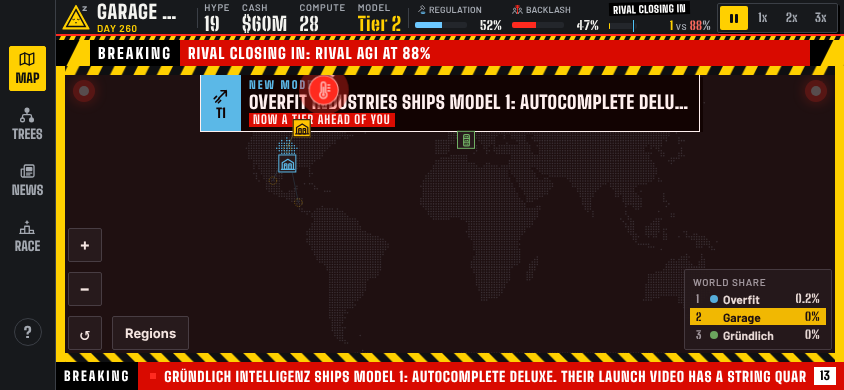 GARAGE ...
DAY 260
HYPE
19
CASH
$60M
COMPUTE
28
MODEL
Tier 2
REGULATION
52%
BACKLASH
47%
RIVAL CLOSING IN
1 vs 88%
1x
2x
3x
BREAKING
RIVAL CLOSING IN: RIVAL AGI AT 88%
MAP
TREES
NEWS
RACE
?
T1
NEW MOD
OVERFIT INDUSTRIES SHIPS MODEL 1: AUTOCOMPLETE DELU...
NOW A TIER AHEAD OF YOU
+
−
↺
Regions
WORLD SHARE
1 Overfit 0.2%
2 Garage 0%
3 Gründlich 0%
BREAKING
GRÜNDLICH INTELLIGENZ SHIPS MODEL 1: AUTOCOMPLETE DELUXE. THEIR LAUNCH VIDEO HAS A STRING QUAR
13